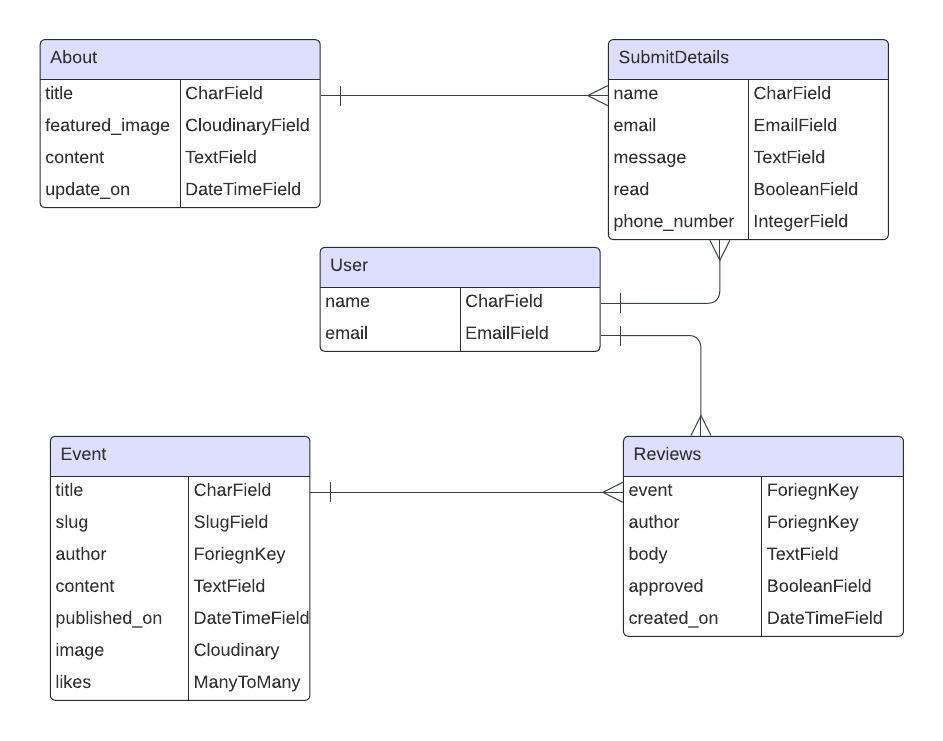 About
title CharField
featured_image CloudinaryField
content TextField
update_on DateTimeField
SubmitDetails
name CharField
email EmailField
message TextField
read BooleanField
phone_number IntegerField
User
name CharField
email EmailField
Event
title CharField
slug SlugField
author ForiegnKey
content TextField
published_on DateTimeField
image Cloudinary
likes ManyToMany
Reviews
event ForiegnKey
author ForiegnKey
body TextField
approved BooleanField
created_on DateTimeField